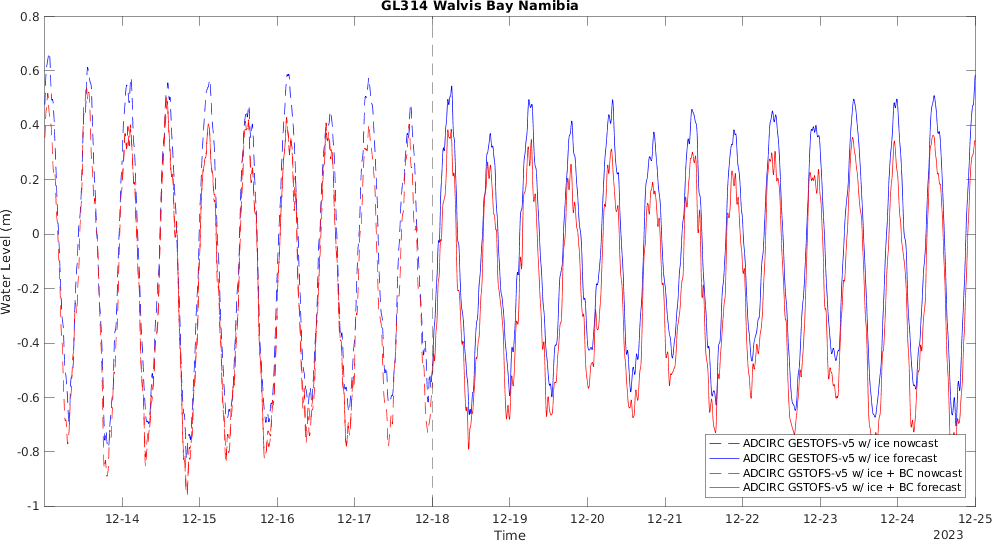 GL314 Walvis Bay Namibia
0.8
0.6
0.4
0.2
0
-0.2
-0.4
-0.6
-0.8
-1
Water Level (m)
ADCIRC GESTOFS-v5 w/ ice nowcast
ADCIRC GESTOFS-v5 w/ ice forecast
ADCIRC GSTOFS-v5 w/ ice + BC nowcast
ADCIRC GSTOFS-v5 w/ ice + BC forecast
12-14 12-15 12-16 12-17 12-18 12-19 12-20 12-21 12-22 12-23 12-24 12-25
Time
2023